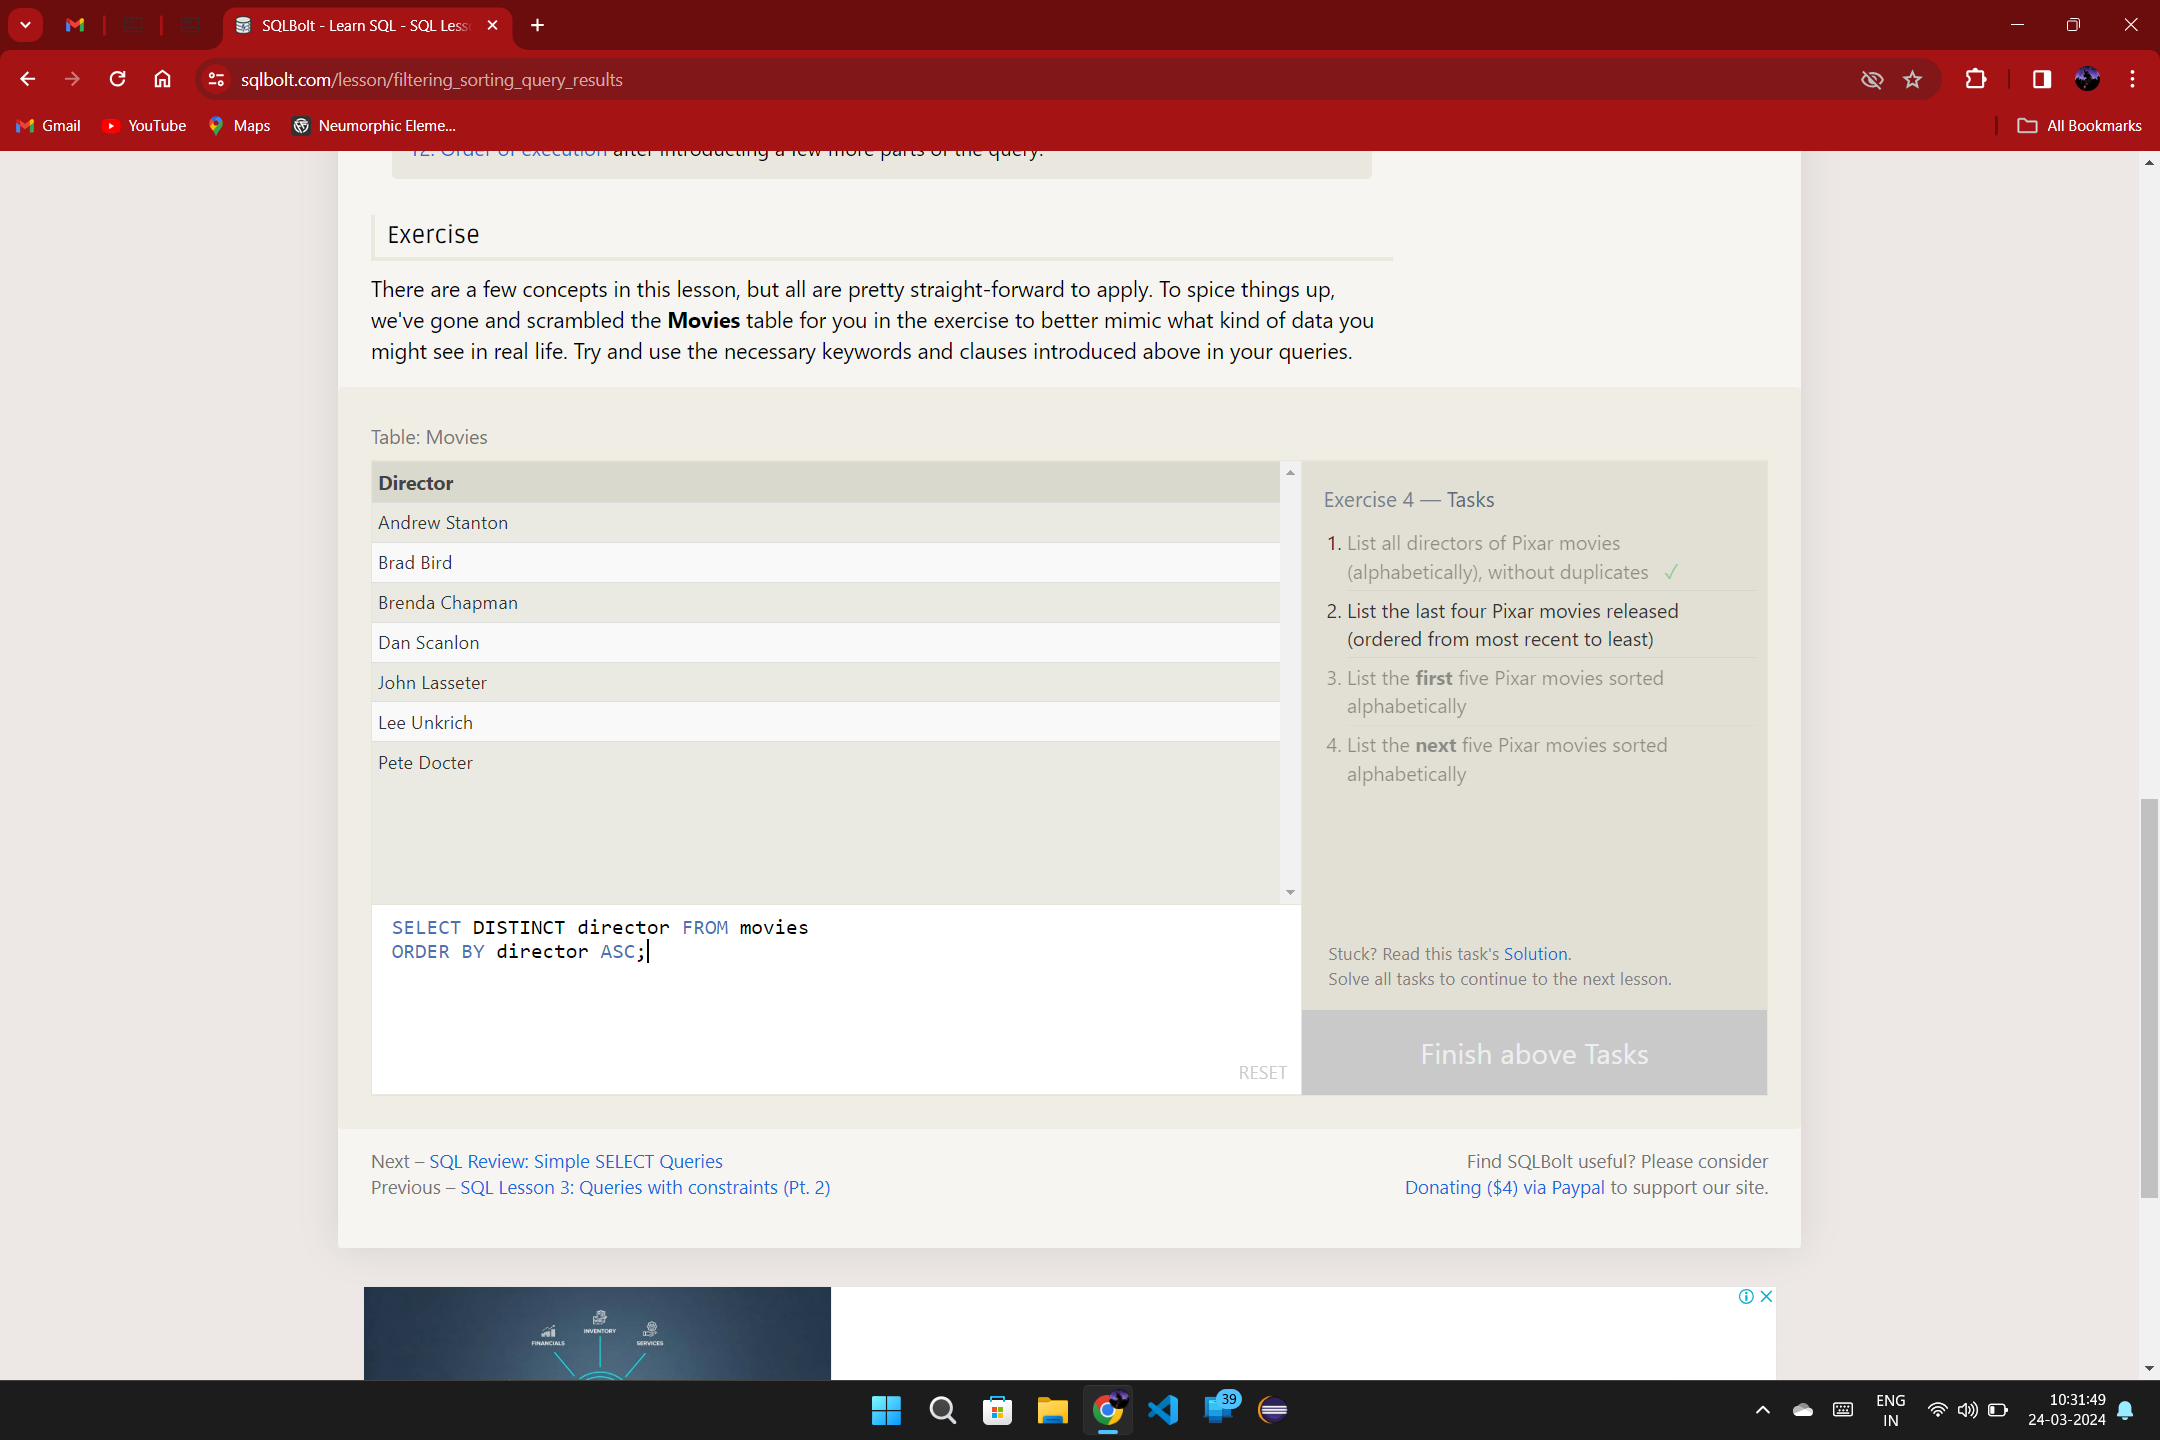 SQLBolt - Learn SQL - SQL Less
sqlbolt.com/lesson/filtering_sorting_query_results
Gmail
YouTube
Maps
Neumorphic Eleme...
All Bookmarks
12. Order of execution after introducing a few more parts of the query.
Exercise
There are a few concepts in this lesson, but all are pretty straight-forward to apply. To spice things up,
we've gone and scrambled the Movies table for you in the exercise to better mimic what kind of data you
might see in real life. Try and use the necessary keywords and clauses introduced above in your queries.
Table: Movies
Director
Andrew Stanton
Brad Bird
Brenda Chapman
Dan Scanlon
John Lasseter
Lee Unkrich
Pete Docter
SELECT DISTINCT director FROM movies
ORDER BY director ASC;
RESET
Exercise 4 — Tasks
1. List all directors of Pixar movies
(alphabetically), without duplicates ✓
2. List the last four Pixar movies released
(ordered from most recent to least)
3. List the first five Pixar movies sorted
alphabetically
4. List the next five Pixar movies sorted
alphabetically
Stuck? Read this task's Solution.
Solve all tasks to continue to the next lesson.
Finish above Tasks
Next – SQL Review: Simple SELECT Queries
Previous – SQL Lesson 3: Queries with constraints (Pt. 2)
Find SQLBolt useful? Please consider
Donating ($4) via Paypal to support our site.
FINANCIALS
INVENTORY
SERVICES
39
ENG
IN
10:31:49
24-03-2024